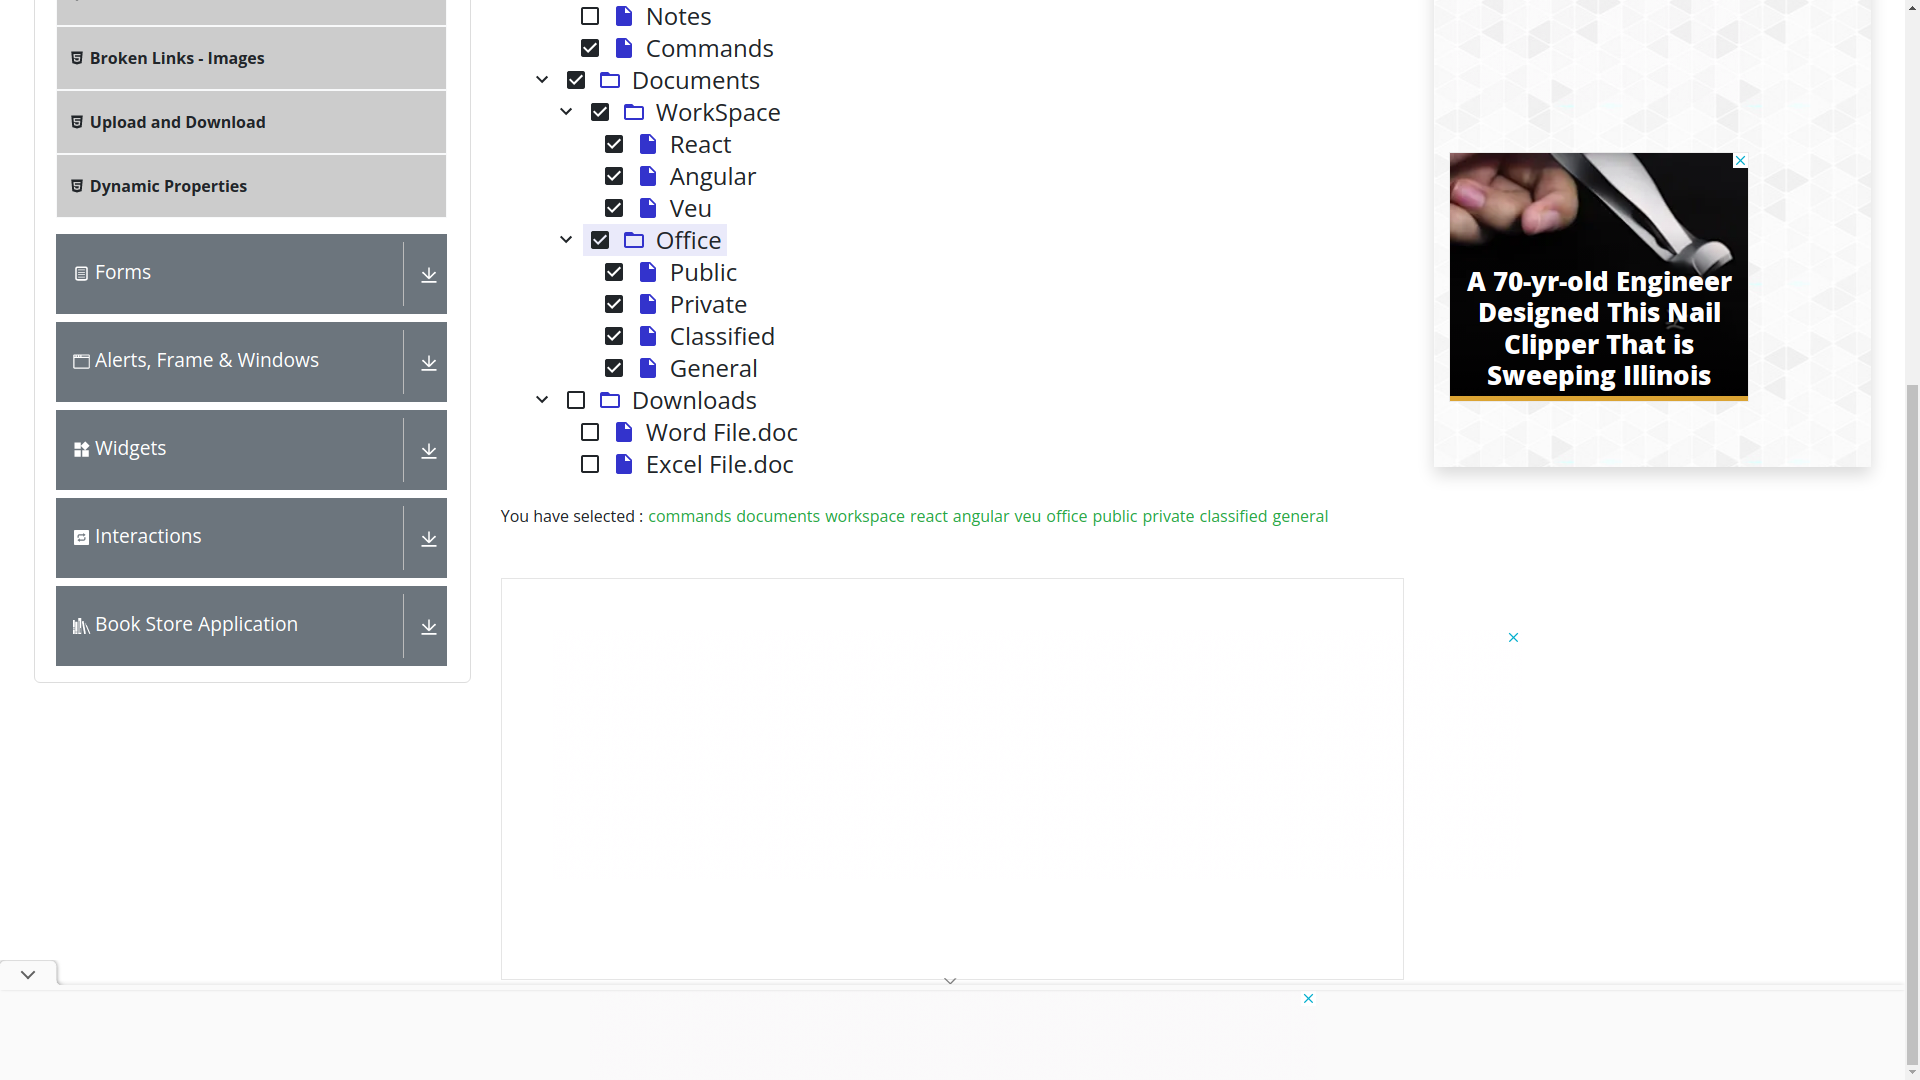 Broken Links - Images
Upload and Download
Dynamic Properties
Forms
Alerts, Frame & Windows
Widgets
Interactions
Book Store Application
Notes
Commands
Documents
WorkSpace
React
Angular
Veu
Office
Public
Private
Classified
General
Downloads
Word File.doc
Excel File.doc
You have selected : commands documents workspace react angular veu office public private classified general
A 70-yr-old Engineer
Designed This Nail
Clipper That is
Sweeping Illinois